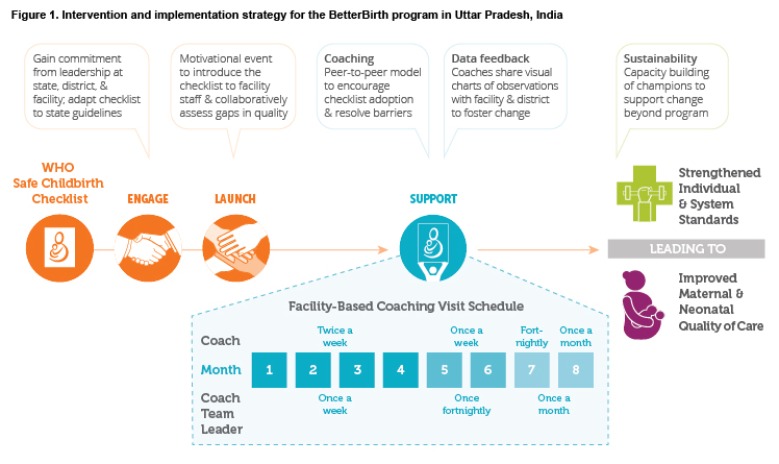 Figure 1. Intervention and implementation strategy for the BetterBirth program in Uttar Pradesh, India
Gain commitment
from leadership at
state, district, &
facility; adapt checklist
to state guidelines
Motivational event
to introduce the
checklist to facility
staff & collaboratively
assess gaps in quality
Coaching
Peer-to-peer model
to encourage
checklist adoption
& resolve barriers
Data feedback
Coaches share visual
charts of observations
with facility & district
to foster change
Sustainability
Capacity building
of champions to
support change
beyond program
WHO
Safe Childbirth
Checklist
ENGAGE
LAUNCH
SUPPORT
Strengthened
Individual
& System
Standards
LEADING TO
Improved
Maternal &
Neonatal
Quality of Care
Facility-Based Coaching Visit Schedule
Coach
Twice a
week
Once a
week
Fort-
nightly
Once a
month
Month
1 2 3 4 5 6 7 8
Coach
Team
Leader
Once a
week
Once
fortnightly
Once a
month